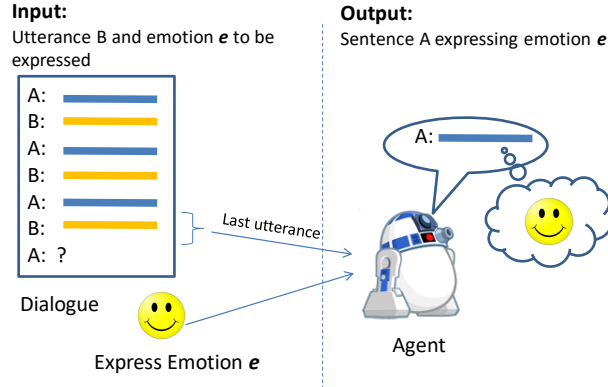 Input:
Utterance B and emotion e to be
expressed
A:
B:
A:
B:
A:
B:
A: ?
Dialogue
Last utterance
Express Emotion e
Output:
Sentence A expressing emotion e
A:
Agent